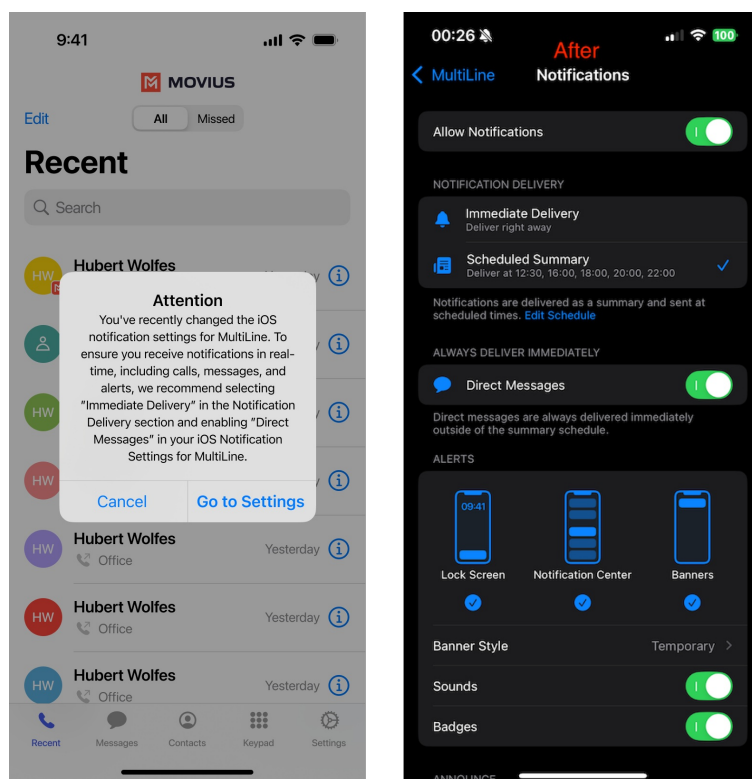 9:41
MOVIUS
Edit
All Missed
Recent
Search
HW
Hubert Wolfes
Attention
You've recently changed the iOS
notification settings for MultiLine. To
ensure you receive notifications in real-
time, including calls, messages, and
alerts, we recommend selecting
"Immediate Delivery" in the Notification
Delivery section and enabling "Direct
Messages" in your iOS Notification
Settings for MultiLine.
Cancel Go to Settings
HW
HW
HW
Hubert Wolfes
Office
Yesterday
HW
Hubert Wolfes
Office
Yesterday
HW
Hubert Wolfes
Office
Yesterday
Recent Messages Contacts Keypad Settings
00:26
100
After
MultiLine Notifications
Allow Notifications
NOTIFICATION DELIVERY
Immediate Delivery
Deliver right away
Scheduled Summary
Deliver at 12:30, 16:00, 18:00, 20:00, 22:00
Notifications are delivered as a summary and sent at
scheduled times. Edit Schedule
ALWAYS DELIVER IMMEDIATELY
Direct Messages
Direct messages are always delivered immediately
outside of the summary schedule.
ALERTS
09:41
Lock Screen Notification Center Banners
Banner Style Temporary
Sounds
Badges
ANNOUNCE